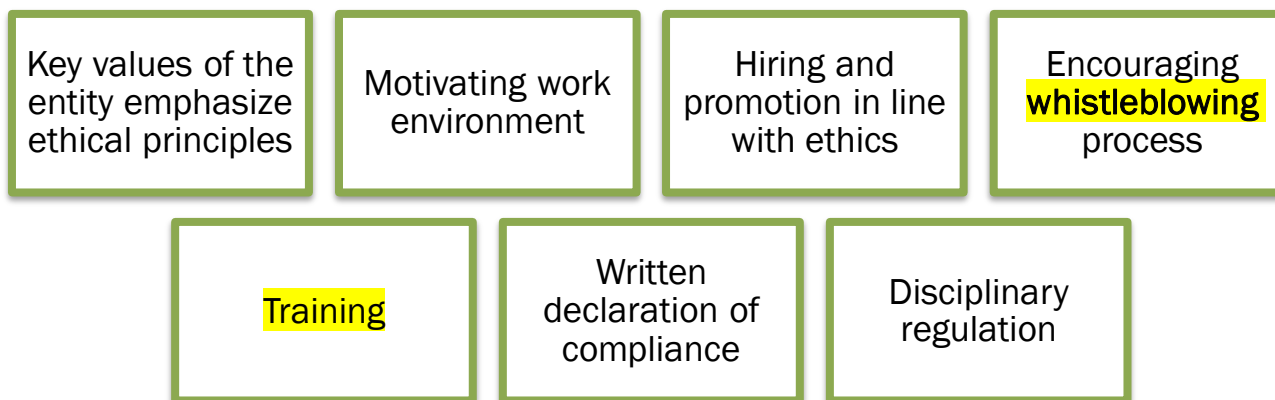 Key values of the
entity emphasize
ethical principles
Motivating work
environment
Hiring and
promotion in line
with ethics
Encouraging
whistleblowing
process
Training
Written
declaration of
compliance
Disciplinary
regulation